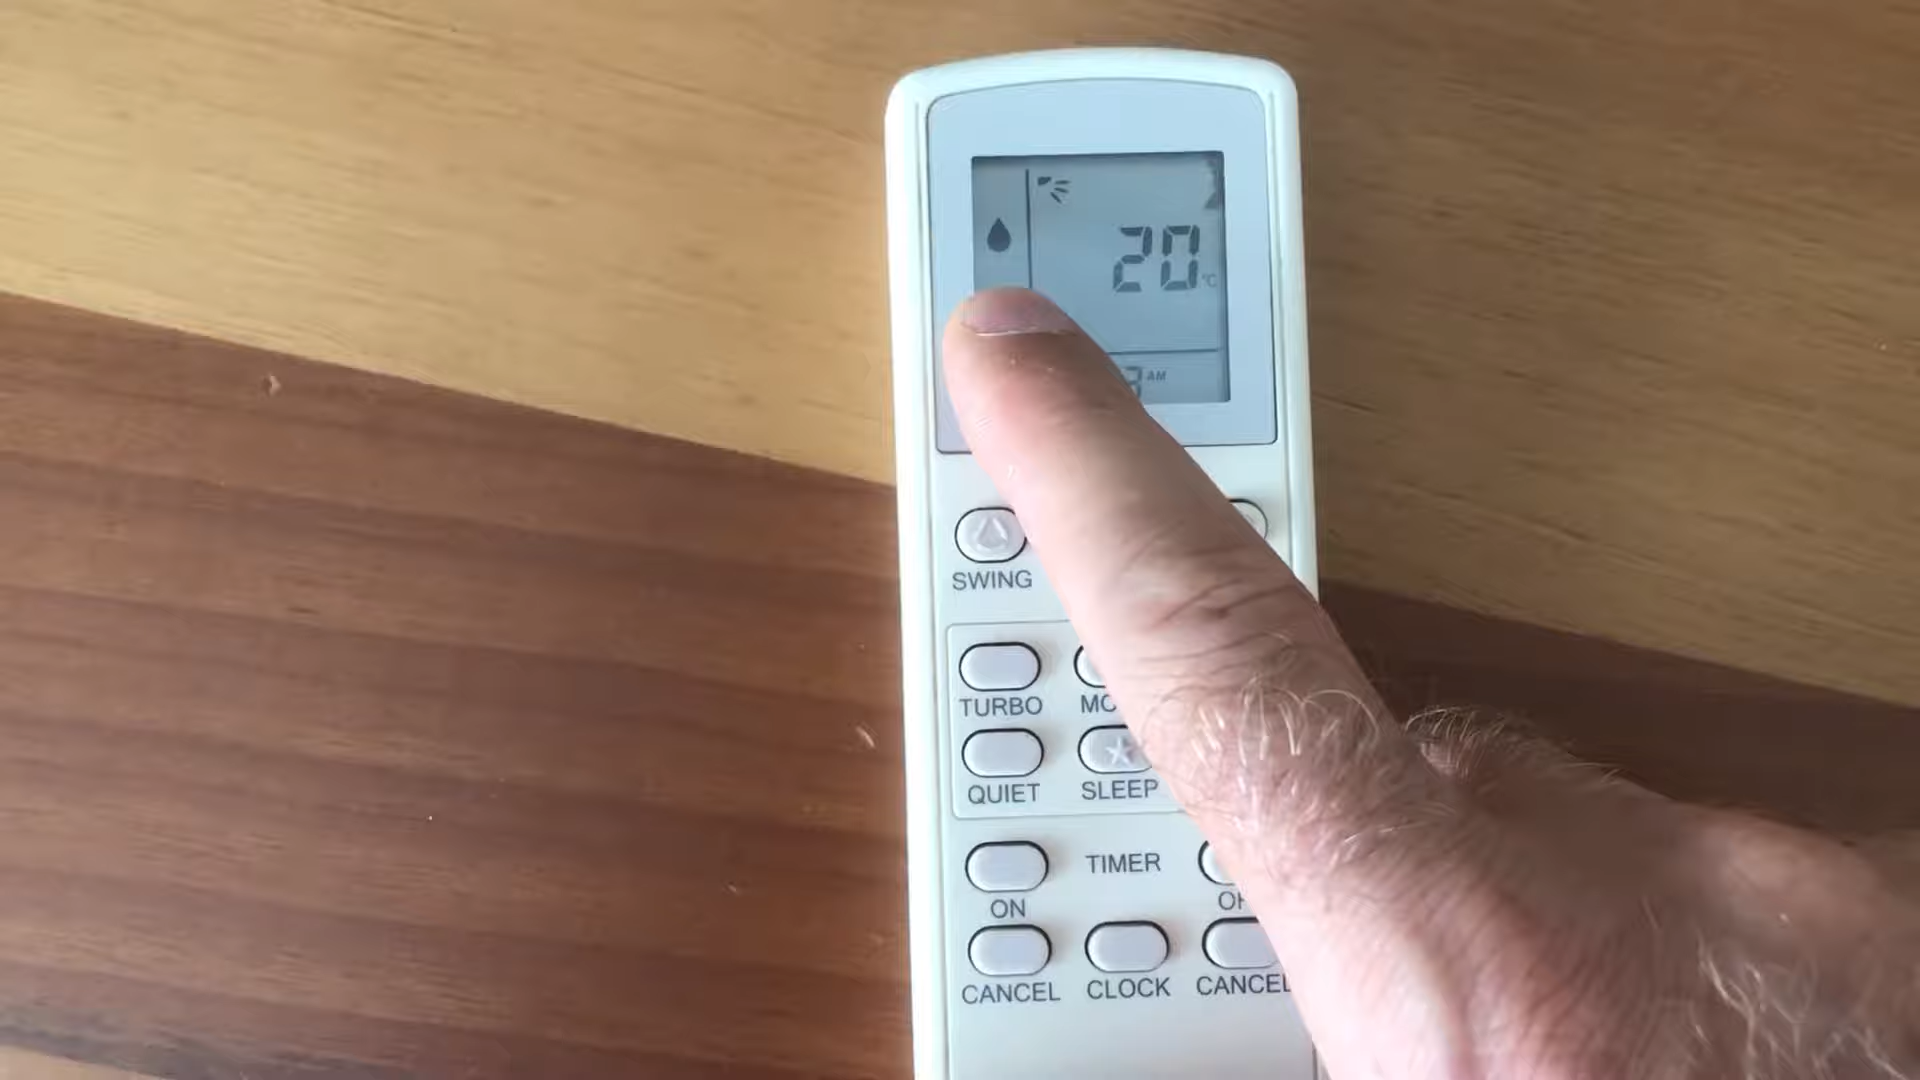 20 °C
AM
SWING
TURBO
QUIET SLEEP
TIMER
ON
CANCEL CLOCK CANCEL